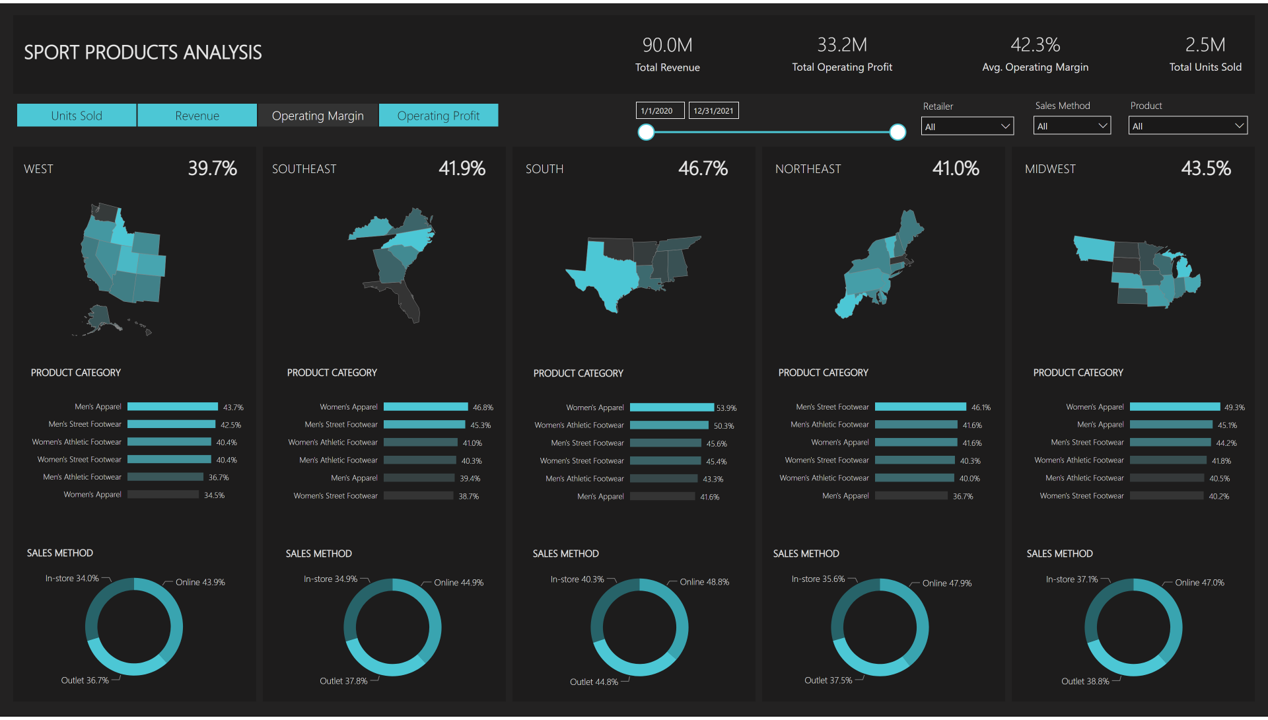 SPORT PRODUCTS ANALYSIS
90.0M
Total Revenue
33.2M
Total Operating Profit
42.3%
Avg. Operating Margin
2.5M
Total Units Sold
Units Sold
Revenue
Operating Margin
Operating Profit
1/1/2020
12/31/2021
Retailer
All
Sales Method
All
Product
All
WEST 39.7%
PRODUCT CATEGORY
Men's Apparel 43.7%
Men's Street Footwear 42.5%
Women's Athletic Footwear 40.4%
Women's Street Footwear 40.4%
Men's Athletic Footwear 36.7%
Women's Apparel 34.5%
SALES METHOD
In-store 34.0%
Online 43.9%
Outlet 36.7%
SOUTHEAST 41.9%
PRODUCT CATEGORY
Women's Apparel 46.8%
Men's Street Footwear 45.3%
Women's Athletic Footwear 41.0%
Men's Athletic Footwear 40.3%
Men's Apparel 39.4%
Women's Street Footwear 38.7%
SALES METHOD
In-store 34.9%
Online 44.9%
Outlet 37.8%
SOUTH 46.7%
PRODUCT CATEGORY
Women's Apparel 53.9%
Women's Athletic Footwear 50.3%
Men's Street Footwear 45.6%
Women's Street Footwear 45.4%
Men's Athletic Footwear 43.3%
Men's Apparel 41.6%
SALES METHOD
In-store 40.3%
Online 48.8%
Outlet 44.8%
NORTHEAST 41.0%
PRODUCT CATEGORY
Men's Street Footwear 46.1%
Men's Athletic Footwear 41.6%
Women's Apparel 41.6%
Women's Street Footwear 40.3%
Women's Athletic Footwear 40.0%
Men's Apparel 36.7%
SALES METHOD
In-store 35.6%
Online 47.9%
Outlet 37.5%
MIDWEST 43.5%
PRODUCT CATEGORY
Women's Apparel 49.3%
Men's Apparel 45.1%
Men's Street Footwear 44.2%
Women's Athletic Footwear 41.8%
Men's Athletic Footwear 40.5%
Women's Street Footwear 40.2%
SALES METHOD
In-store 37.1%
Online 47.0%
Outlet 38.8%